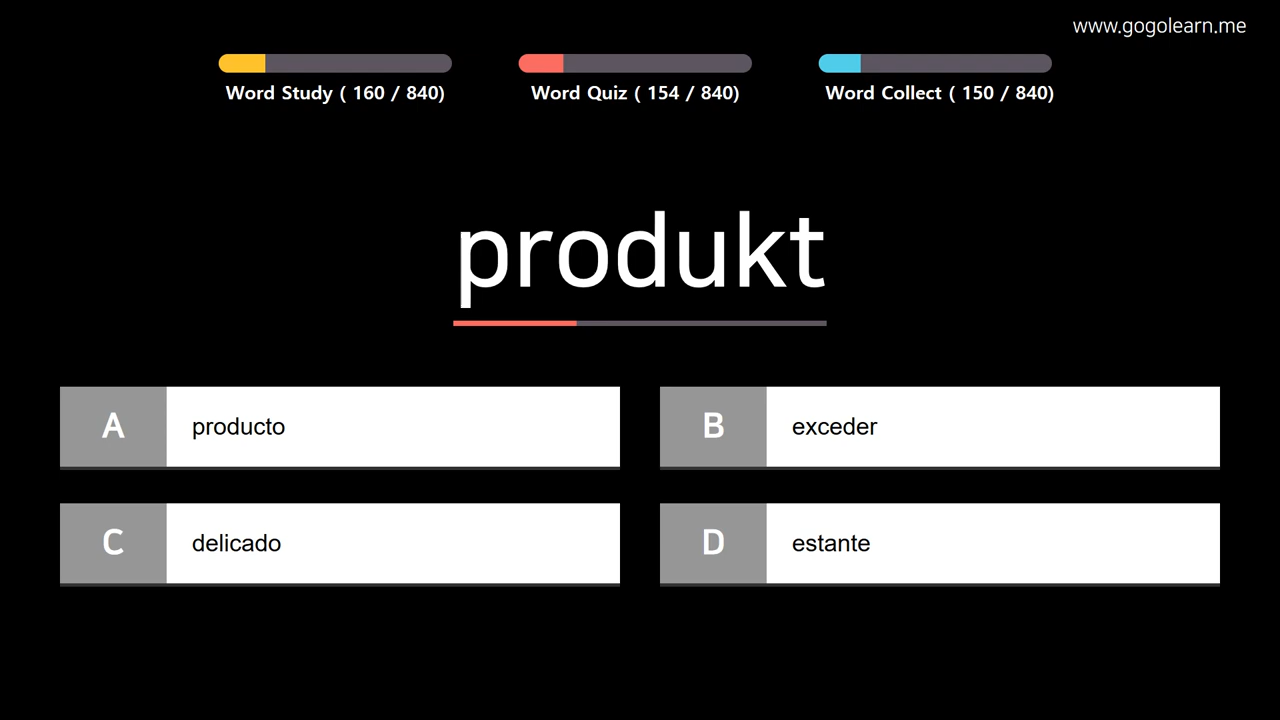 www.gogolearn.me
Word Study ( 160 / 840)
Word Quiz ( 154 / 840)
Word Collect ( 150 / 840)
produkt
A producto
B exceder
C delicado
D estante